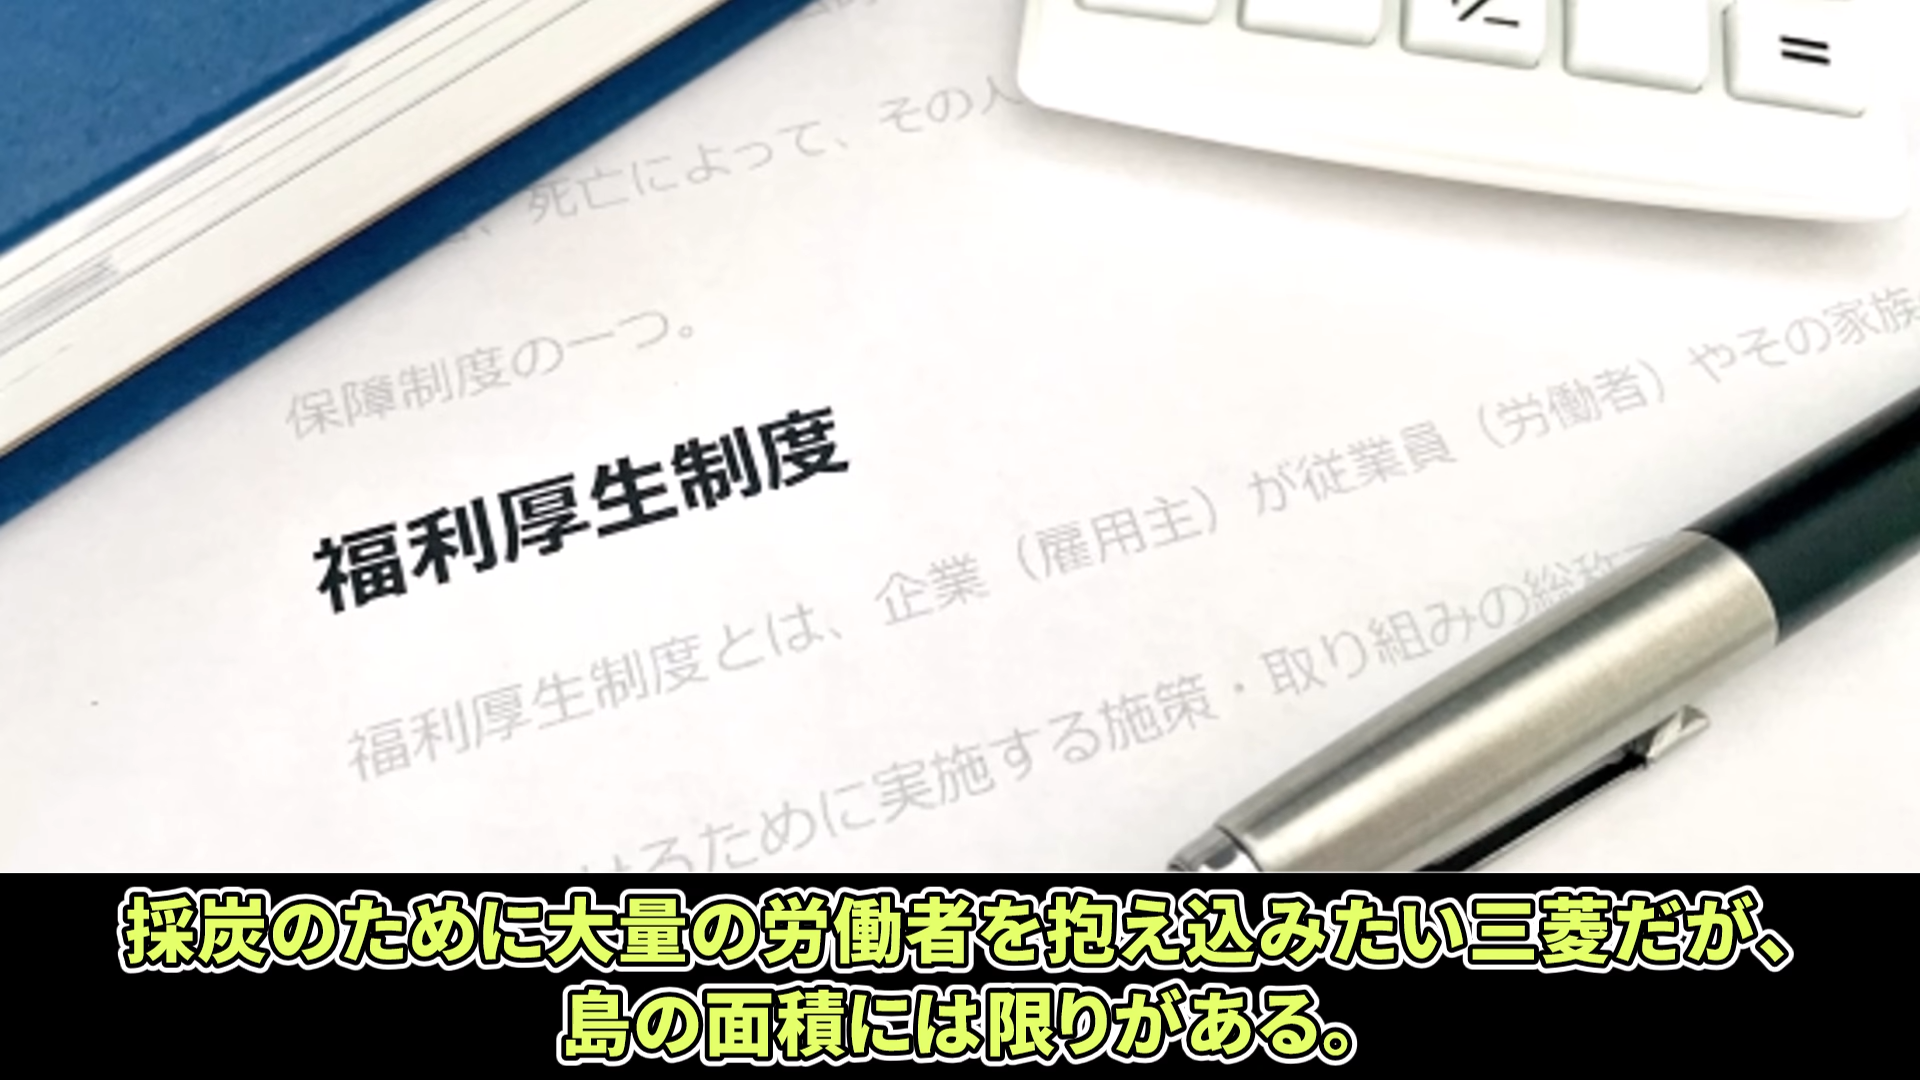 死亡によって、その人
保障制度の一つ。
福利厚生制度
福利厚生制度とは、企業（雇用主）が従業員（労働者）やその家族
けるために実施する施策・取り組みの総称
採炭のために大量の労働者を抱え込みたい三菱だが、
島の面積には限りがある。